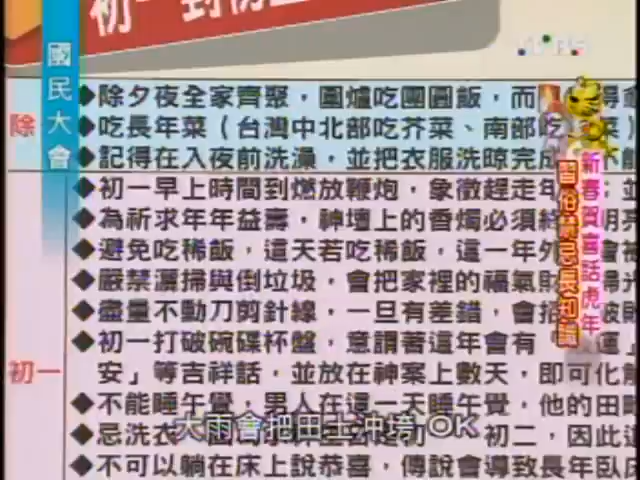 初一
國民大會
除
◆除夕夜全家齊聚，圍爐吃團圓飯，而
◆吃長年菜（台灣中北部吃芥菜、南部吃
◆記得在入夜前洗澡，並把衣服洗晾完成
初一
◆初一早上時間到燃放鞭炮，象徵趕走年
◆為祈求年年益壽，神壇上的香燭必須
◆避免吃稀飯，這天若吃稀飯，這一年外
◆嚴禁灑掃與倒垃圾，會把家裡的福氣財
◆盡量不動刀剪針線，一旦有差錯，會招
◆初一打破碗碟杯盤，意謂著這年會有
安」等吉祥話，並放在神案上數天，即可化
◆不能睡午覺，男人在這一天睡午覺，他的田
◆忌洗衣 初二，因此
◆不可以躺在床上說恭喜，傳說會導致長年臥
新春賀喜話虎年
習俗禁忌長知識
大雨會把田土沖垮 OK